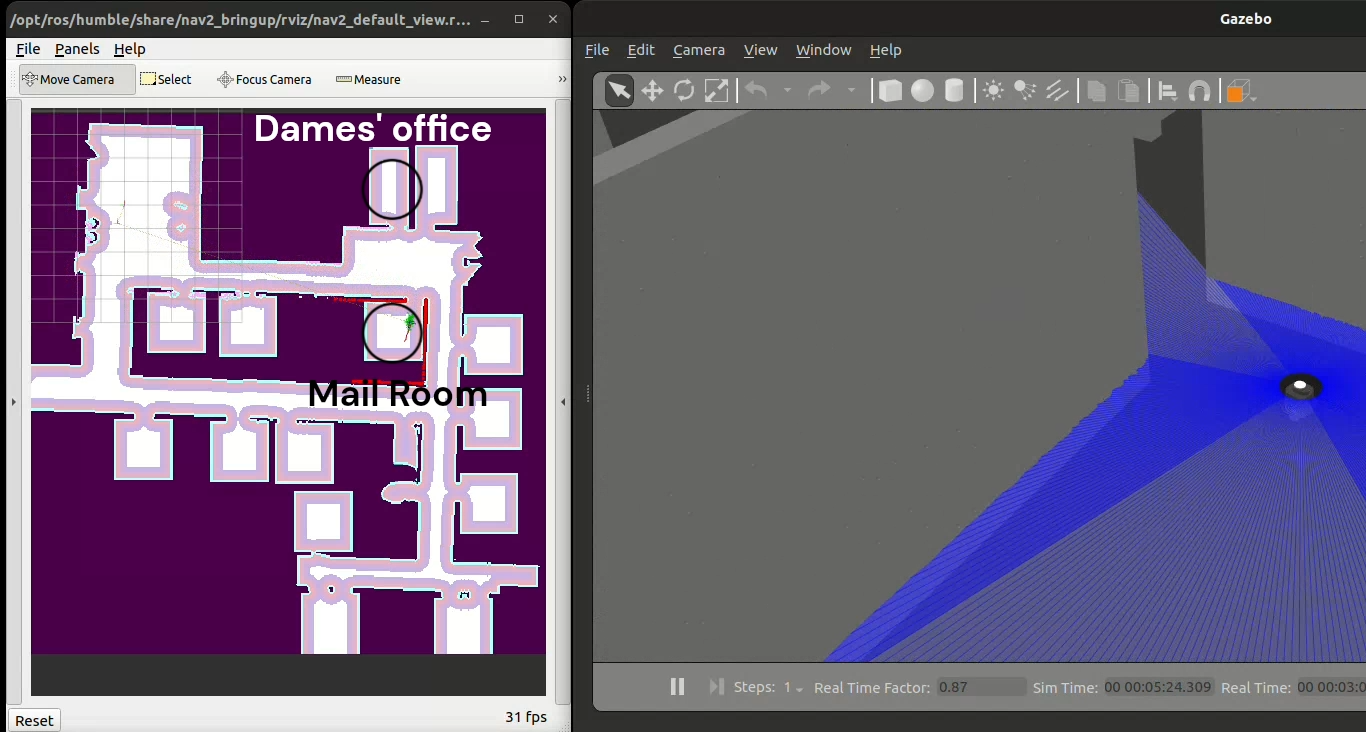 /opt/ros/humble/share/nav2_bringup/rviz/nav2_default_view.r...
File Panels Help
Move Camera Select Focus Camera Measure »
Dames' office
Mail Room
Reset
31 fps
Gazebo
File Edit Camera View Window Help
Steps: 1 Real Time Factor: 0.87 Sim Time: 00 00:05:24.309 Real Time: 00 00:03:0